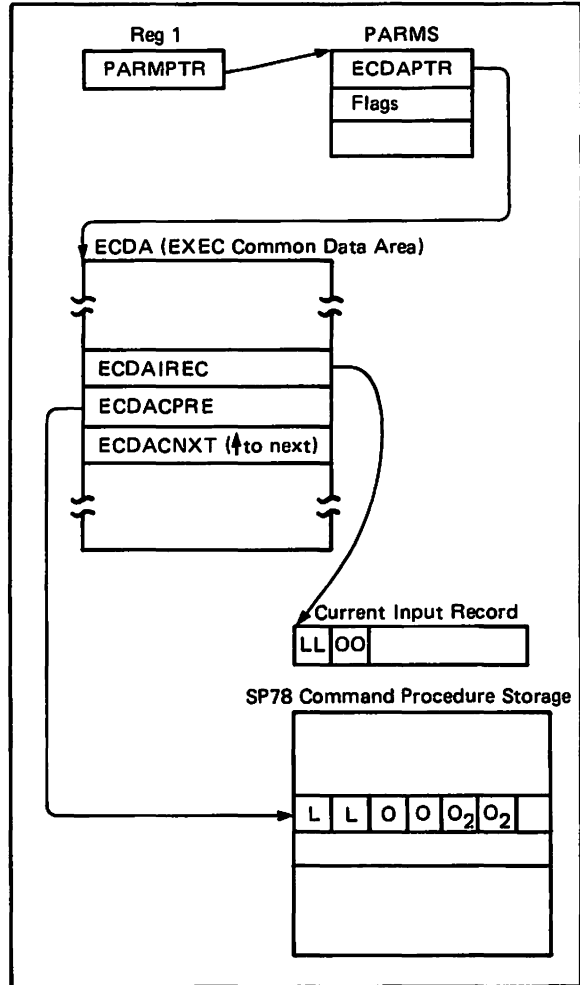 Reg 1
PARMS
PARMPTR
ECDAPTR
Flags
ECDA (EXEC Common Data Area)
ECDAIREC
ECDACPRE
ECDACNXT (↑to next)
Current Input Record
LL OO
SP78 Command Procedure Storage
L L O O O₂ O₂